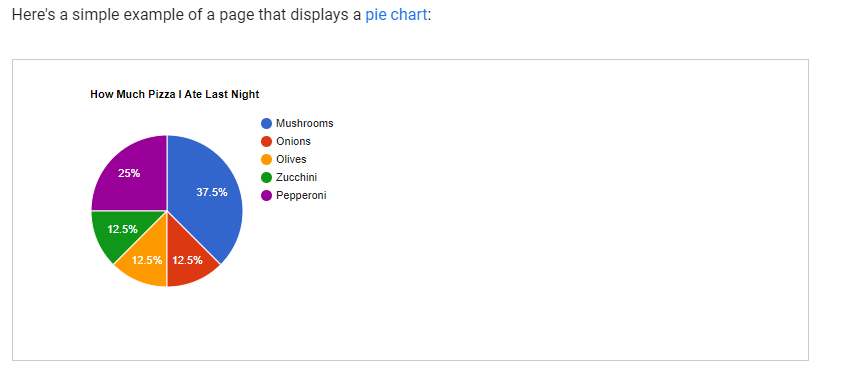 Here's a simple example of a page that displays a pie chart:
How Much Pizza I Ate Last Night
Mushrooms
Onions
Olives
Zucchini
Pepperoni
25%
37.5%
12.5%
12.5% 12.5%